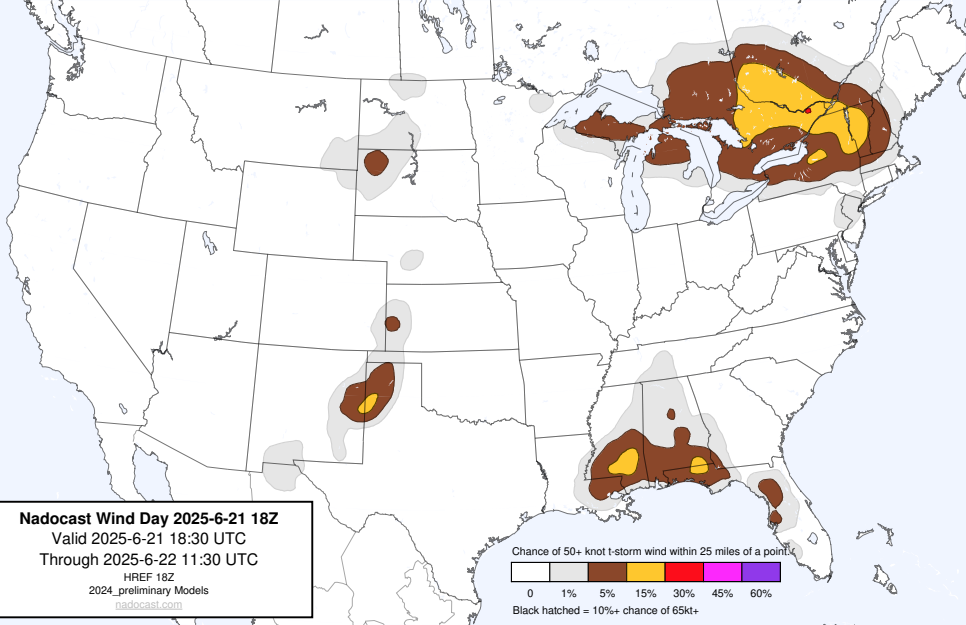 Nadocast Wind Day 2025-6-21 18Z
Valid 2025-6-21 18:30 UTC
Through 2025-6-22 11:30 UTC
HREF 18Z
2024_preliminary Models
nadocast.com
Chance of 50+ knot t-storm wind within 25 miles of a point.
0 1% 5% 15% 30% 45% 60%
Black hatched = 10%+ chance of 65kt+